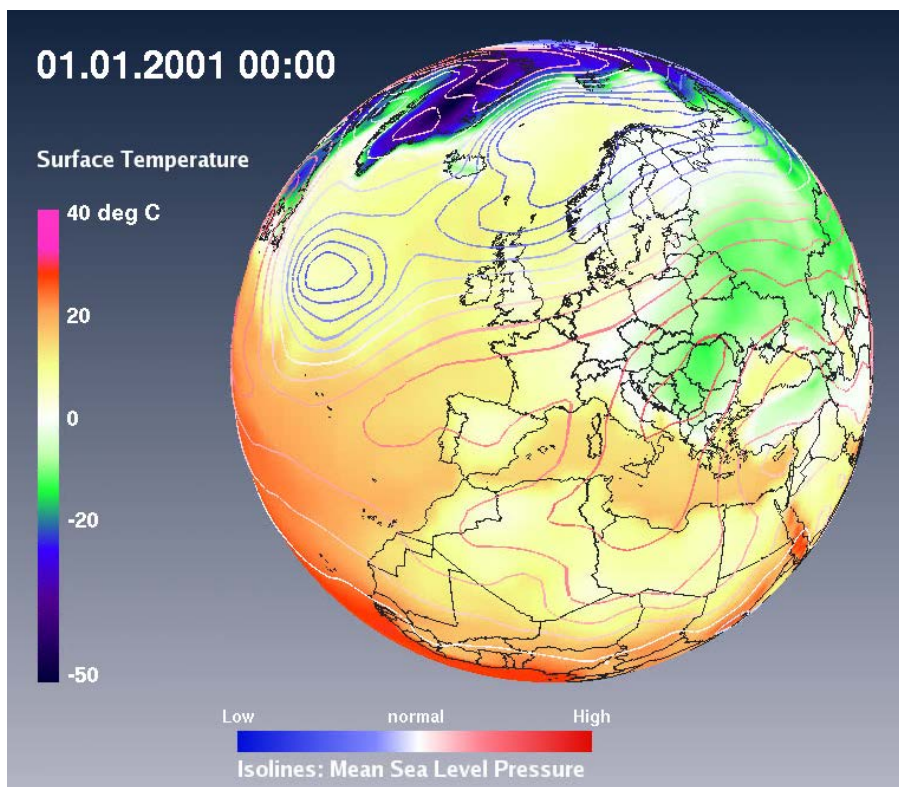 01.01.2001 00:00
Surface Temperature
40 deg C
20
0
-20
-50
Low normal High
Isolines: Mean Sea Level Pressure